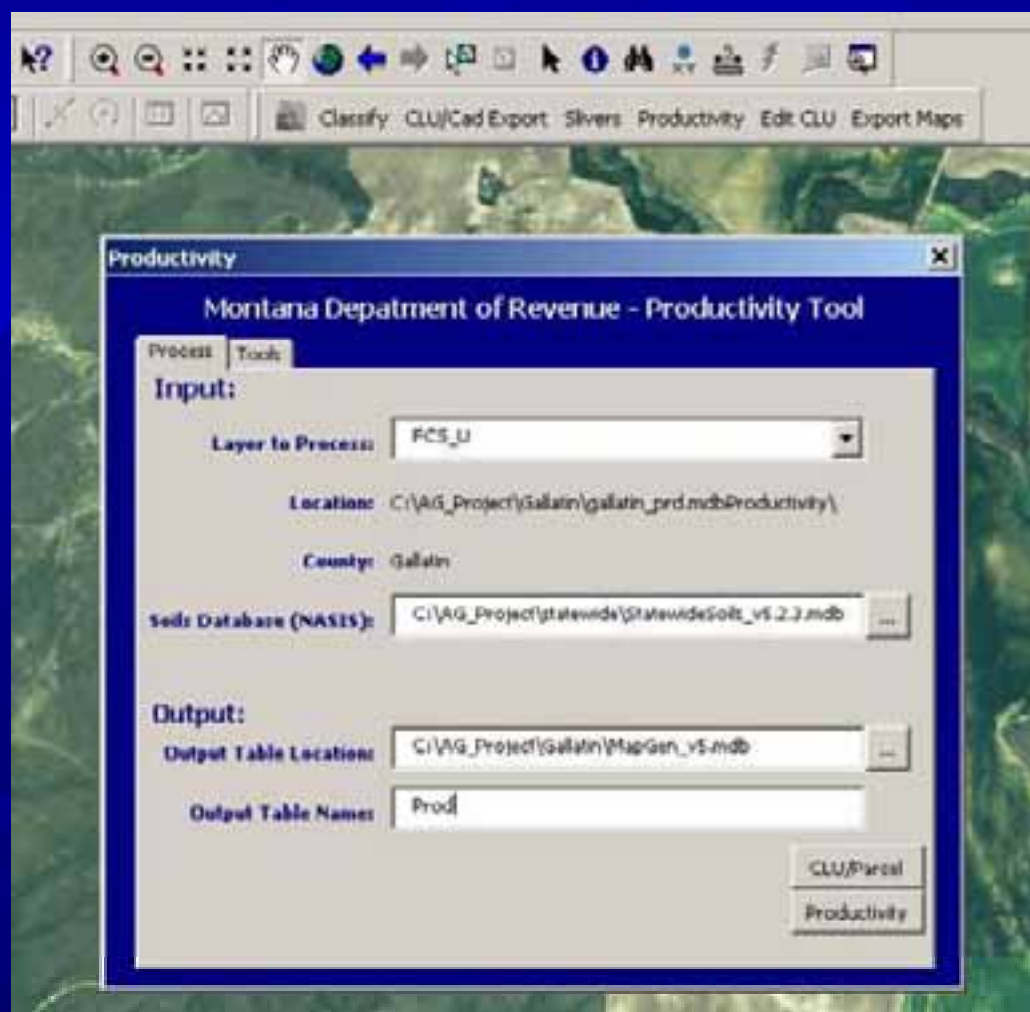 Classify CLU/Cad Export Slivers Productivity Edit CLU Export Maps
Productivity
Montana Depatment of Revenue - Productivity Tool
Process Tools
Input:
Layer to Process: FCS_U
Location: C:\AG_Project\Gallatin\gallatin_prd.mdbProductivity\
County: Gallatin
Soils Database (NASIS): C:\AG_Project\statewide\StatewideSoils_v5.2.3.mdb ...
Output:
Output Table Location: C:\AG_Project\Gallatin\MapGen_v5.mdb ...
Output Table Name: Prod
CLU/Parcel
Productivity